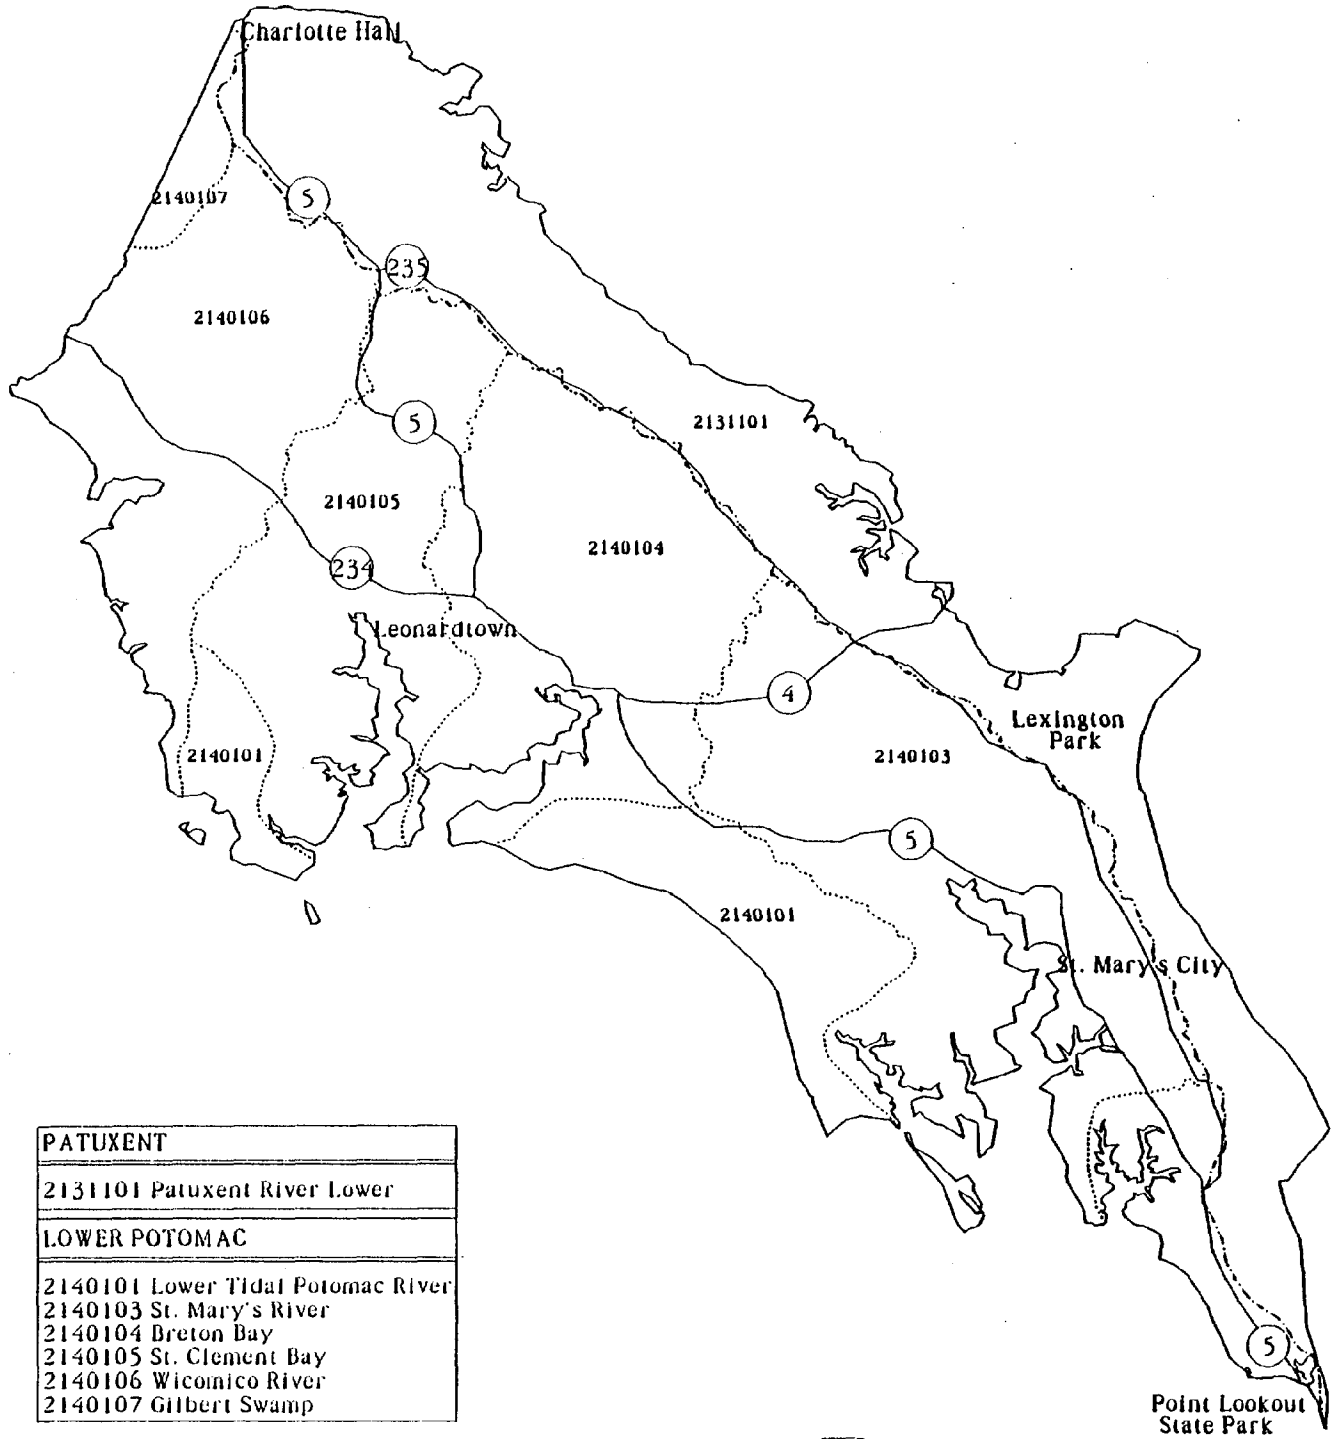 Charlotte Hall
2140107
5
235
2140106
5
2131101
2140105
2140104
234
Leonardtown
4
Lexington
Park
2140101
2140103
5
2140101
St. Mary's City
PATUXENT
2131101 Patuxent River Lower
LOWER POTOMAC
2140101 Lower Tidal Potomac River
2140103 St. Mary's River
2140104 Breton Bay
2140105 St. Clement Bay
2140106 Wicomico River
2140107 Gilbert Swamp
5
Point Lookout
State Park